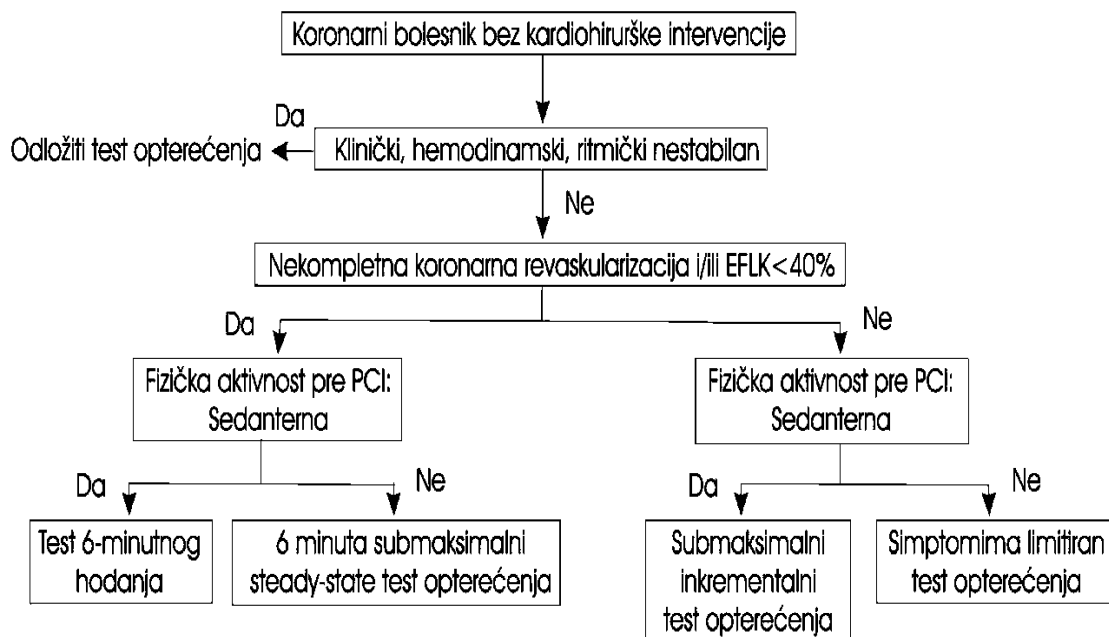 Koronarni bolesnik bez kardiohirurške intervencije
Da
Odložiti test opterećenja
Klinički, hemodinamski, ritmički nestabilan
Ne
Nekompletna koronarna revaskularizacija i/ili EFLK<40%
Da
Ne
Fizička aktivnost pre PCI:
Sedanterna
Fizička aktivnost pre PCI:
Sedanterna
Da
Ne
Da
Ne
Test 6-minutnog
hodanja
6 minuta submaksimalni
steady-state test opterećenja
Submaksimalni
inkrementalni
test opterećenja
Simptomima limitiran
test opterećenja